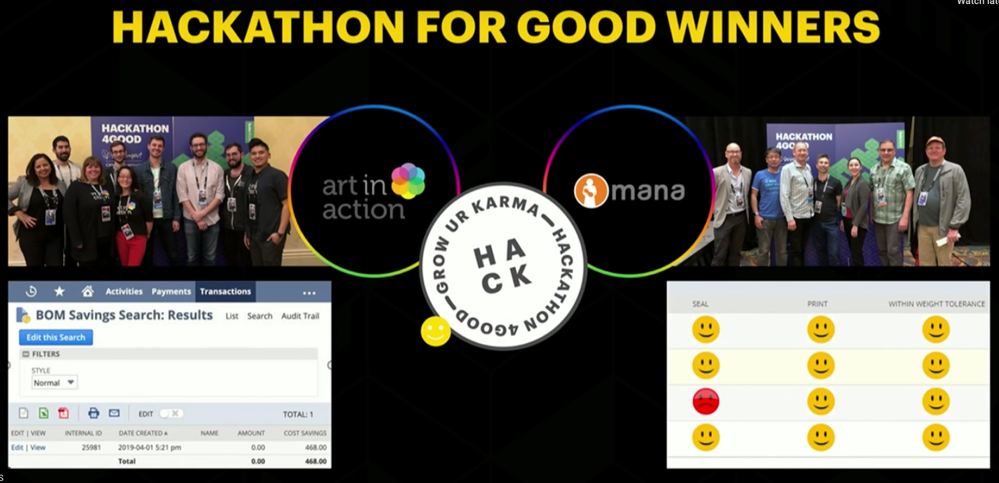 Watch lat
HACKATHON FOR GOOD WINNERS
HACKATHON
4GOOD
art in
action
mana
HACKATHON
4GOOD
GROW UR KARMA — HACKATHON 4GOOD —
HA
CK
Activities Payments Transactions ...
BOM Savings Search: Results List Search Audit Trail
Edit this Search
FILTERS
STYLE
Normal
EDIT TOTAL: 1
EDIT | VIEW INTERNAL ID DATE CREATED ▲ NAME AMOUNT COST SAVINGS
Edit | View 25981 2019-04-01 5:21 pm 0.00 468.00
Total 0.00 468.00
SEAL PRINT WITHIN WEIGHT TOLERANCE
s